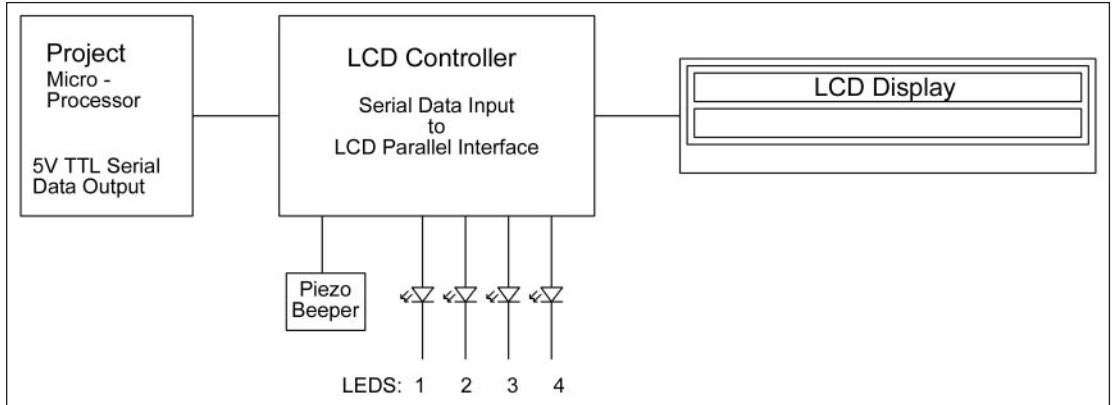 Project
Micro -
Processor
5V TTL Serial
Data Output
LCD Controller
Serial Data Input
to
LCD Parallel Interface
LCD Display
Piezo
Beeper
LEDS: 1 2 3 4